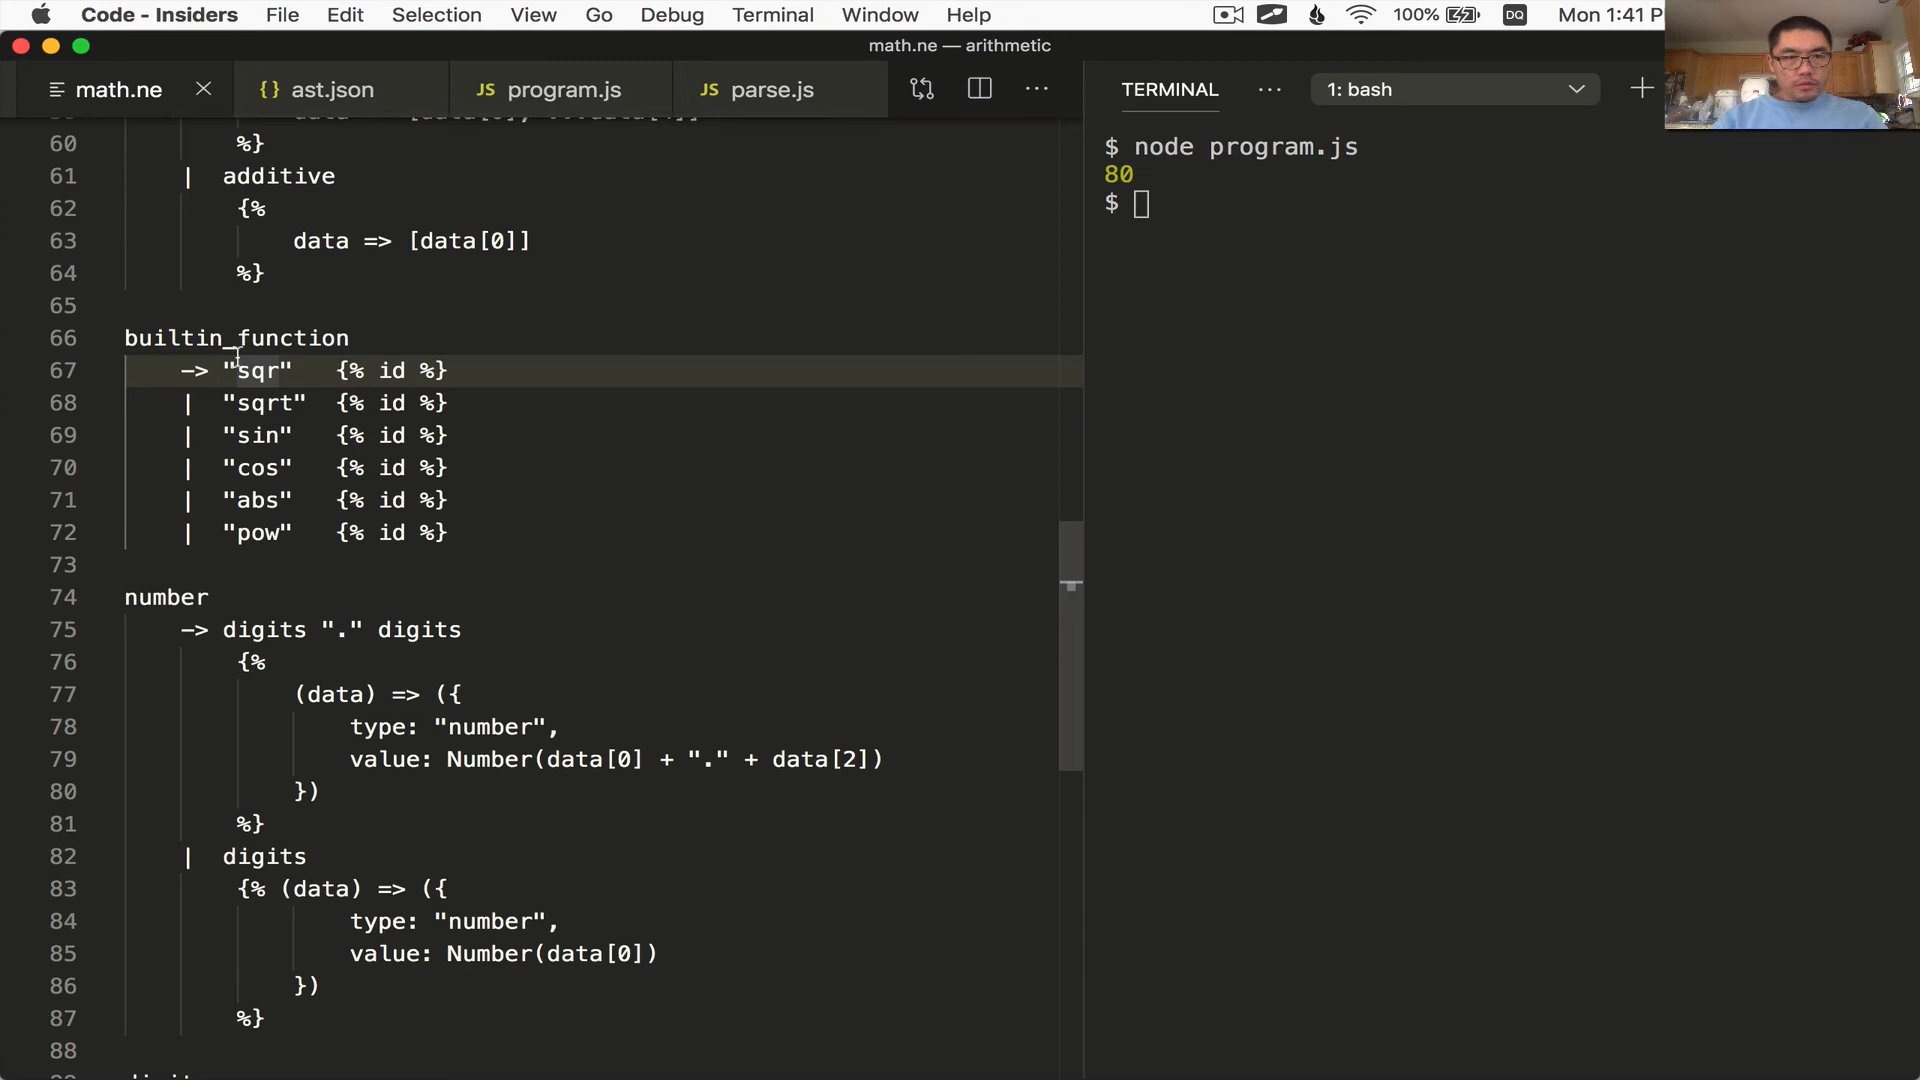 Code - Insiders File Edit Selection View Go Debug Terminal Window Help 100% DQ Mon 1:41 P
math.ne — arithmetic
math.ne {} ast.json JS program.js JS parse.js ···
TERMINAL ··· 1: bash
60 %}
61 | additive
62 {%
63 data => [data[0]]
64 %}
65
66 builtin_function
67 -> "sqr" {% id %}
68 | "sqrt" {% id %}
69 | "sin" {% id %}
70 | "cos" {% id %}
71 | "abs" {% id %}
72 | "pow" {% id %}
73
74 number
75 -> digits "." digits
76 {%
77 (data) => ({
78 type: "number",
79 value: Number(data[0] + "." + data[2])
80 })
81 %}
82 | digits
83 {% (data) => ({
84 type: "number",
85 value: Number(data[0])
86 })
87 %}
88
$ node program.js
80
$